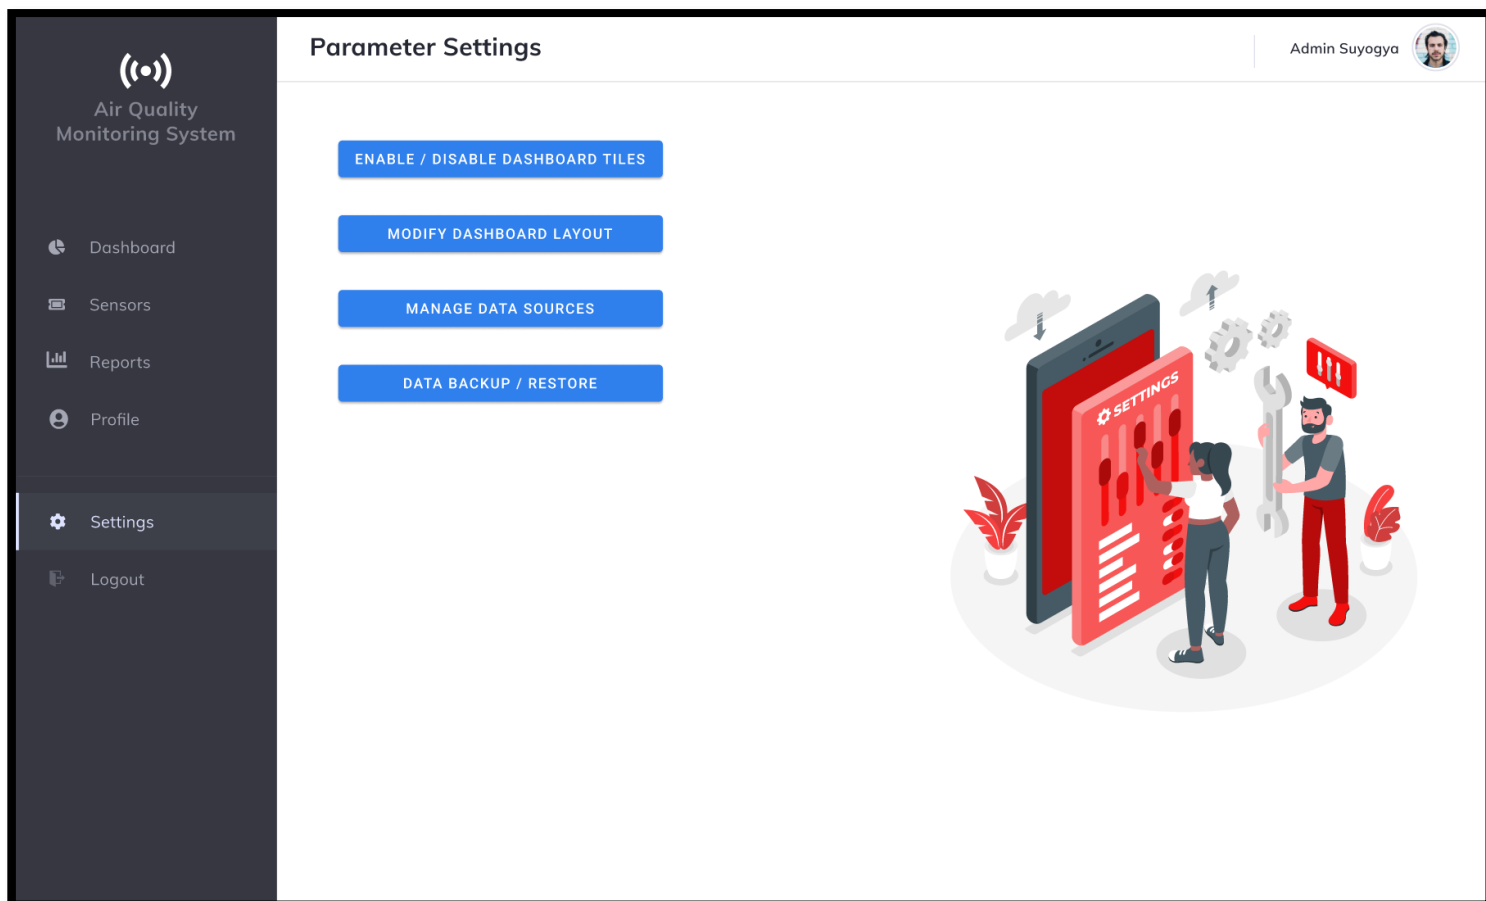 Air Quality
Monitoring System
Dashboard
Sensors
Reports
Profile
Settings
Logout
Parameter Settings
Admin Suyogya
ENABLE / DISABLE DASHBOARD TILES
MODIFY DASHBOARD LAYOUT
MANAGE DATA SOURCES
DATA BACKUP / RESTORE
SETTINGS